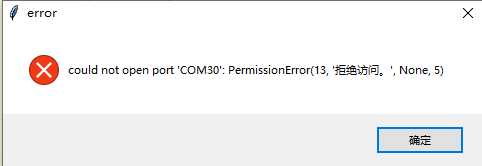 error
could not open port 'COM30': PermissionError(13, '拒绝访问。', None, 5)
确定